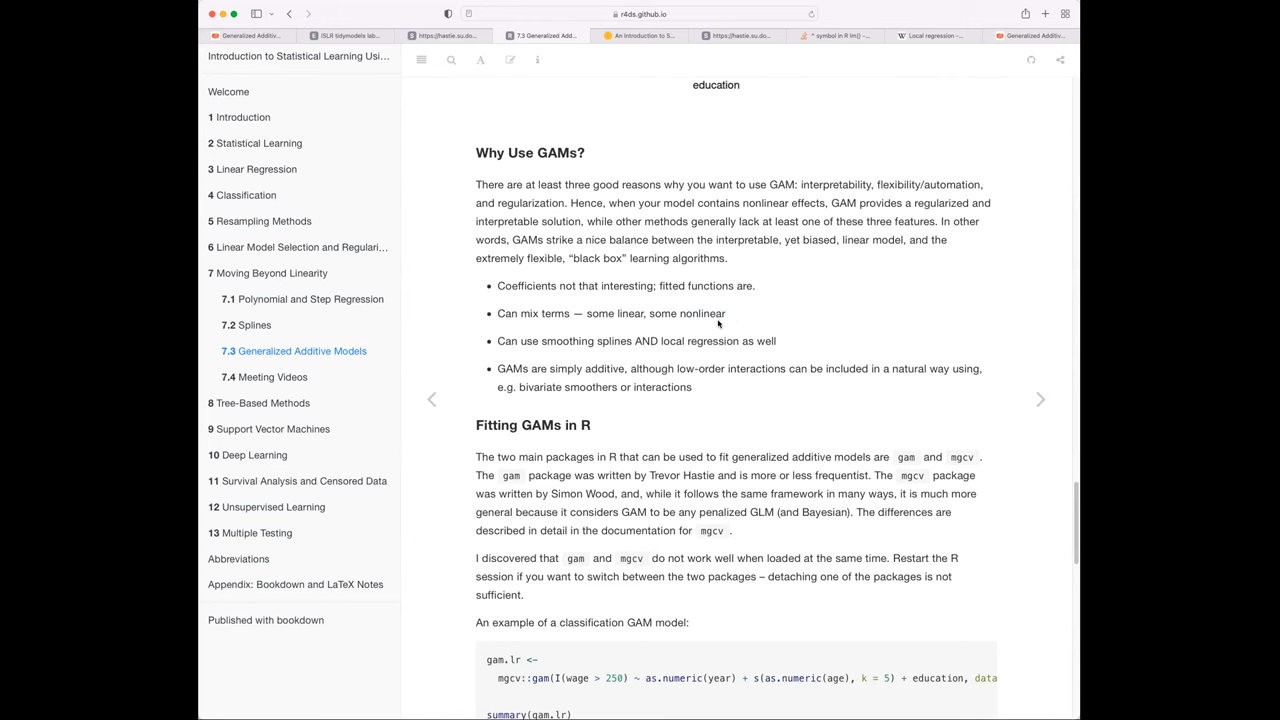 r4ds.github.io
Generalized Additiv...
ISLR tidymodels lab...
https://hastie.su.do...
7.3 Generalized Add...
An Introduction to S...
https://hastie.su.do...
^ symbol in R lm() -...
Local regression -...
Generalized Additiv...
Introduction to Statistical Learning Usi...
Welcome
1 Introduction
2 Statistical Learning
3 Linear Regression
4 Classification
5 Resampling Methods
6 Linear Model Selection and Regulari...
7 Moving Beyond Linearity
7.1 Polynomial and Step Regression
7.2 Splines
7.3 Generalized Additive Models
7.4 Meeting Videos
8 Tree-Based Methods
9 Support Vector Machines
10 Deep Learning
11 Survival Analysis and Censored Data
12 Unsupervised Learning
13 Multiple Testing
Abbreviations
Appendix: Bookdown and LaTeX Notes
Published with bookdown
education
Why Use GAMs?
There are at least three good reasons why you want to use GAM: interpretability, flexibility/automation,
and regularization. Hence, when your model contains nonlinear effects, GAM provides a regularized and
interpretable solution, while other methods generally lack at least one of these three features. In other
words, GAMs strike a nice balance between the interpretable, yet biased, linear model, and the
extremely flexible, “black box” learning algorithms.
• Coefficients not that interesting; fitted functions are.
• Can mix terms — some linear, some nonlinear
• Can use smoothing splines AND local regression as well
• GAMs are simply additive, although low-order interactions can be included in a natural way using,
e.g. bivariate smoothers or interactions
Fitting GAMs in R
The two main packages in R that can be used to fit generalized additive models are gam and mgcv .
The gam package was written by Trevor Hastie and is more or less frequentist. The mgcv package
was written by Simon Wood, and, while it follows the same framework in many ways, it is much more
general because it considers GAM to be any penalized GLM (and Bayesian). The differences are
described in detail in the documentation for mgcv .
I discovered that gam and mgcv do not work well when loaded at the same time. Restart the R
session if you want to switch between the two packages – detaching one of the packages is not
sufficient.
An example of a classification GAM model:
gam.lr <-
mgcv::gam(I(wage > 250) ~ as.numeric(year) + s(as.numeric(age), k = 5) + education, data
summary(gam.lr)